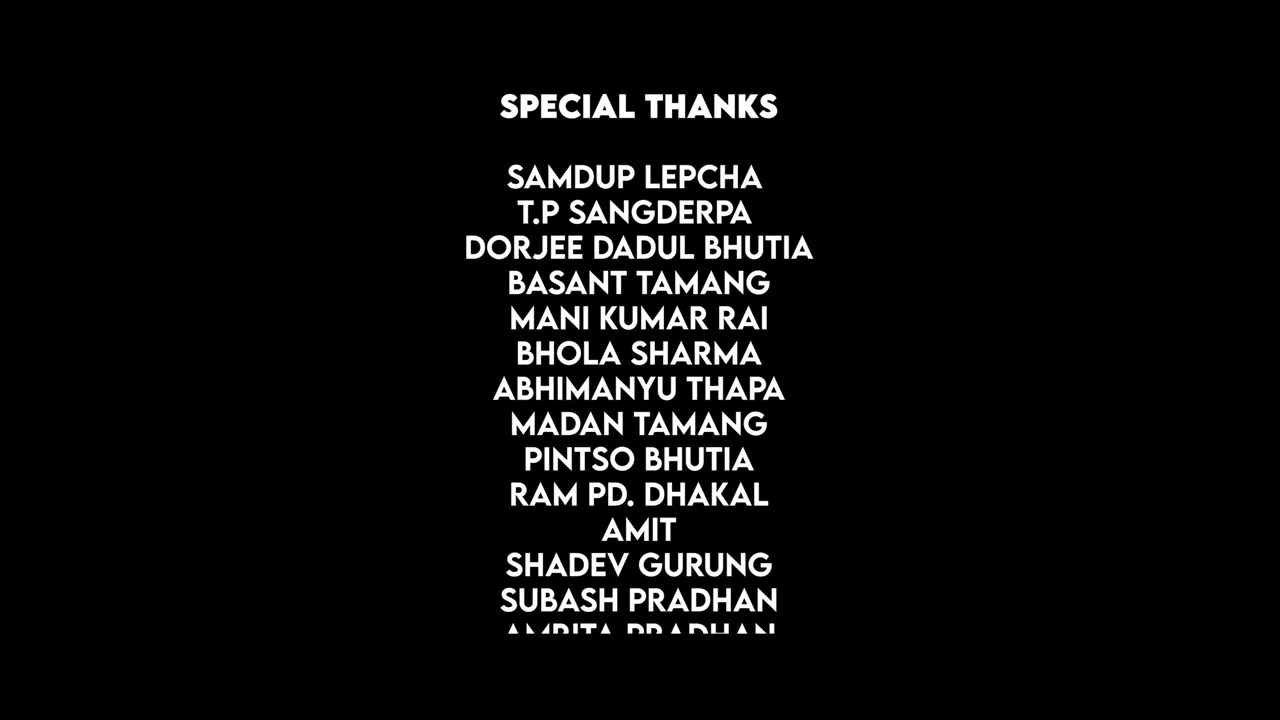 SPECIAL THANKS
SAMDUP LEPCHA
T.P SANGDERPA
DORJEE DADUL BHUTIA
BASANT TAMANG
MANI KUMAR RAI
BHOLA SHARMA
ABHIMANYU THAPA
MADAN TAMANG
PINTSO BHUTIA
RAM PD. DHAKAL
AMIT
SHADEV GURUNG
SUBASH PRADHAN
PRADHAN